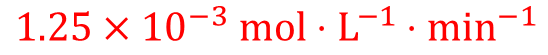 1.25 × 10⁻³ mol · L⁻¹ · min⁻¹